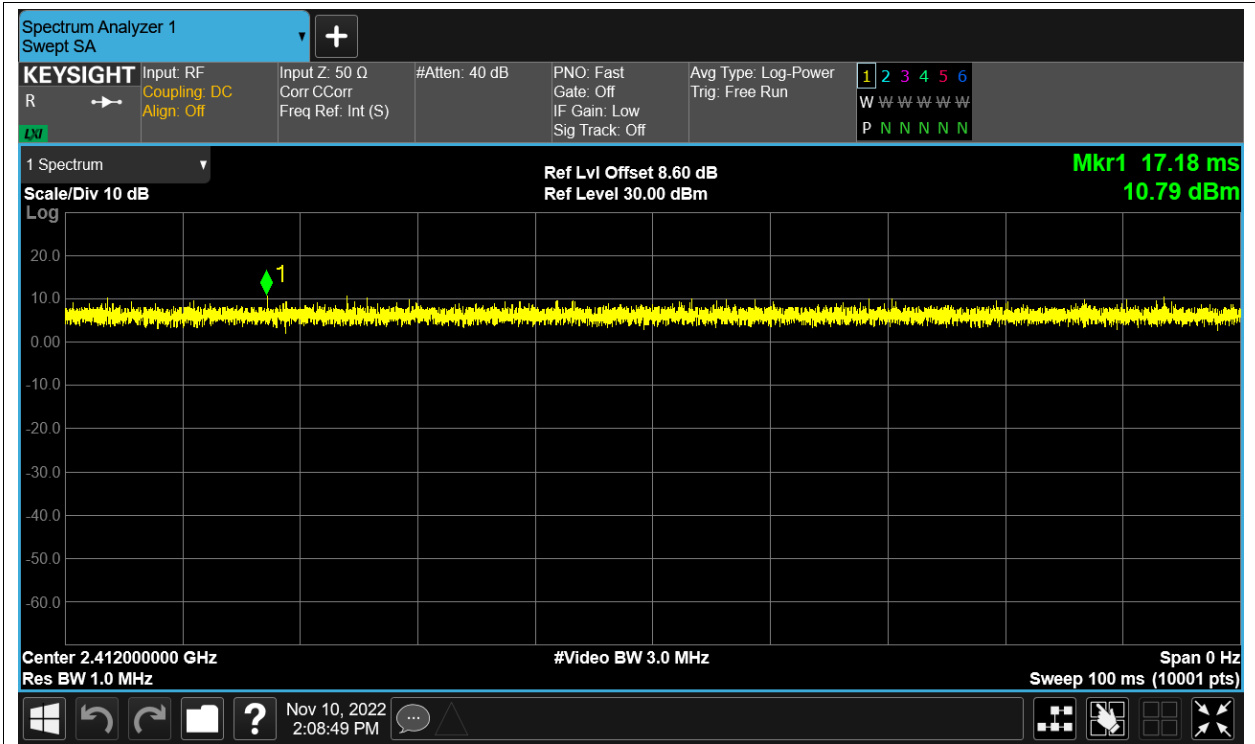 Spectrum Analyzer 1
Swept SA
KEYSIGHT
R
LXI
Input: RF
Coupling: DC
Align: Off
Input Z: 50 Ω
Corr CCorr
Freq Ref: Int (S)
#Atten: 40 dB
PNO: Fast
Gate: Off
IF Gain: Low
Sig Track: Off
Avg Type: Log-Power
Trig: Free Run
1 2 3 4 5 6
W W W W W W
P N N N N N
1 Spectrum
Scale/Div 10 dB
Log
Ref Lvl Offset 8.60 dB
Ref Level 30.00 dBm
Mkr1 17.18 ms
10.79 dBm
1
20.0
10.0
0.00
-10.0
-20.0
-30.0
-40.0
-50.0
-60.0
Center 2.412000000 GHz
Res BW 1.0 MHz
#Video BW 3.0 MHz
Span 0 Hz
Sweep 100 ms (10001 pts)
?
Nov 10, 2022
2:08:49 PM